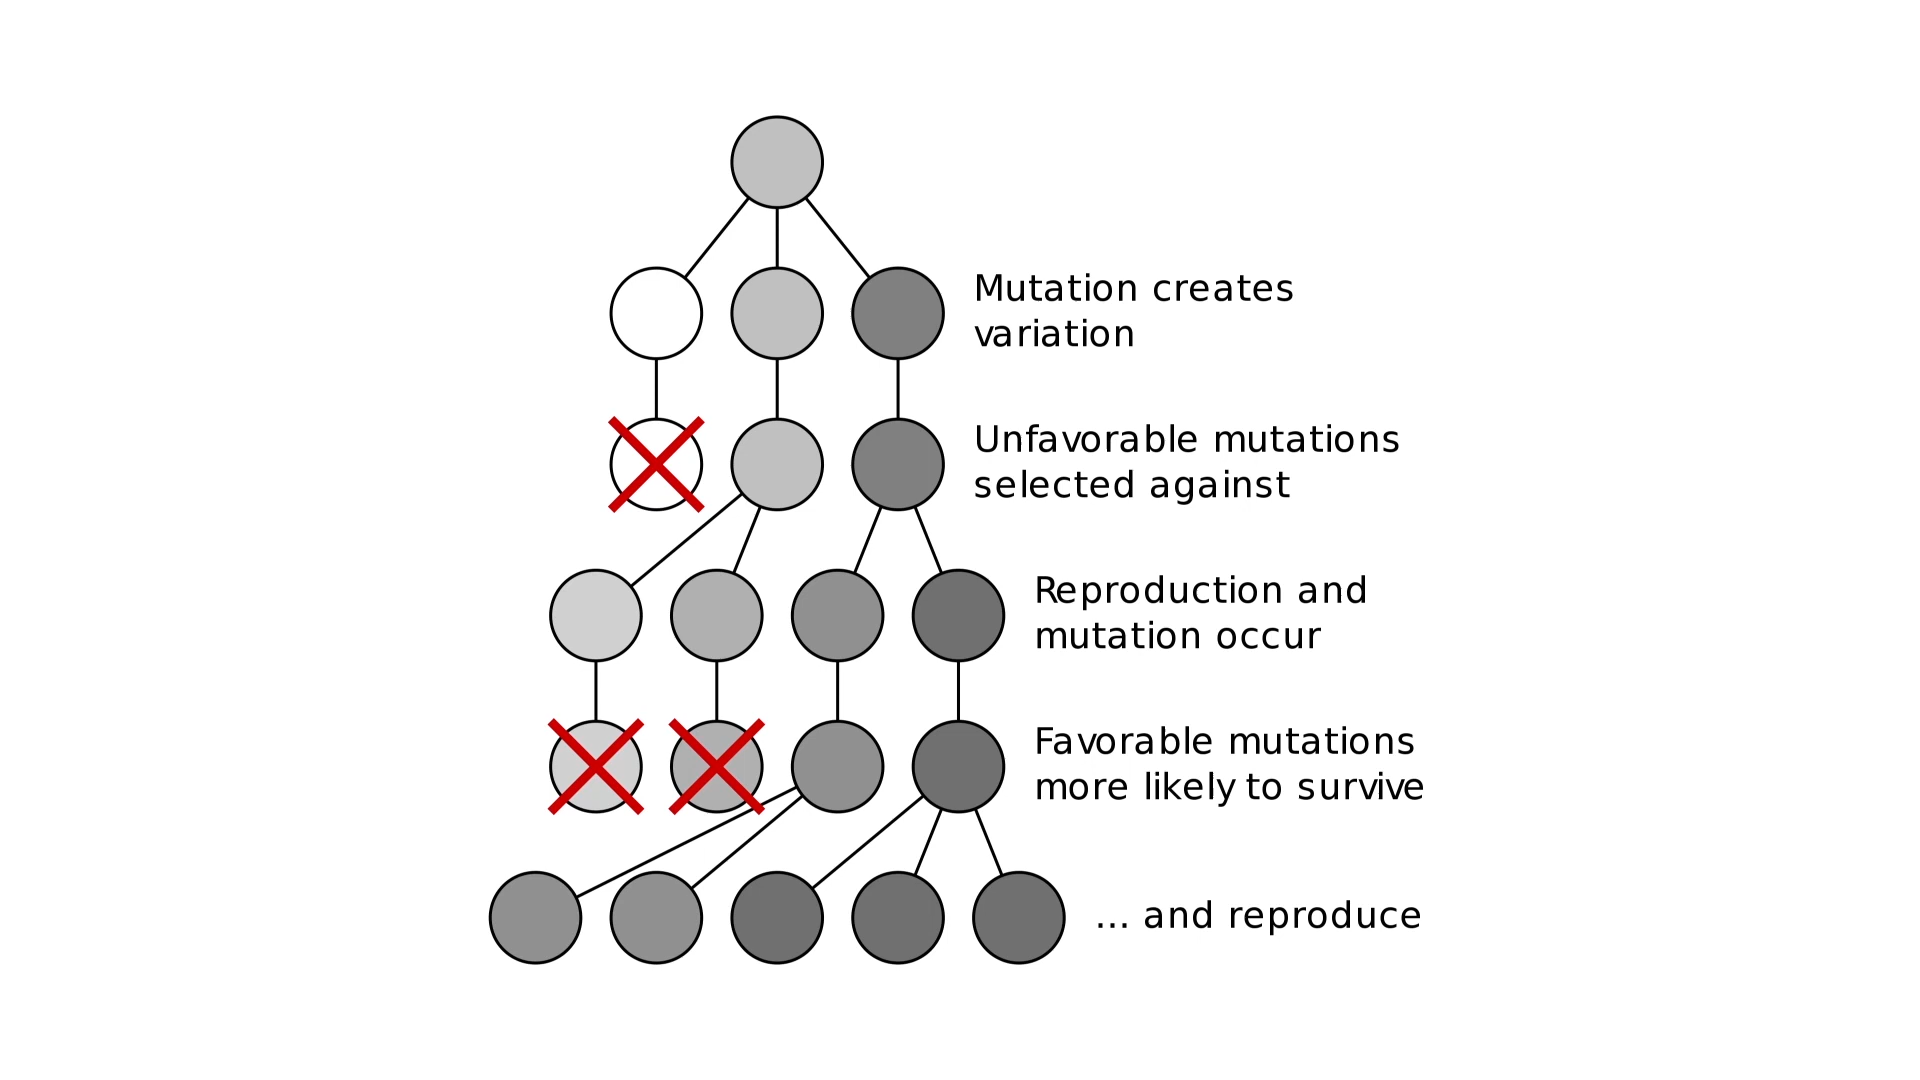 Mutation creates
variation
Unfavorable mutations
selected against
Reproduction and
mutation occur
Favorable mutations
more likely to survive
... and reproduce